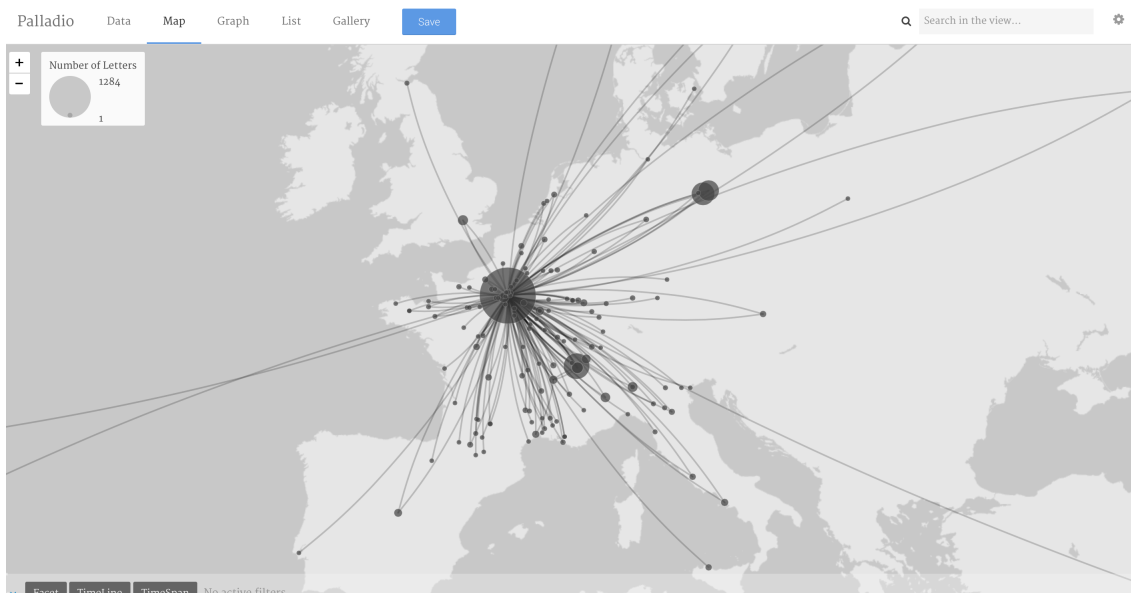 Palladio Data Map Graph List Gallery Save Search in the view...
+
−
Number of Letters
1284
1
Facet TimeLine TimeSpan No active filters